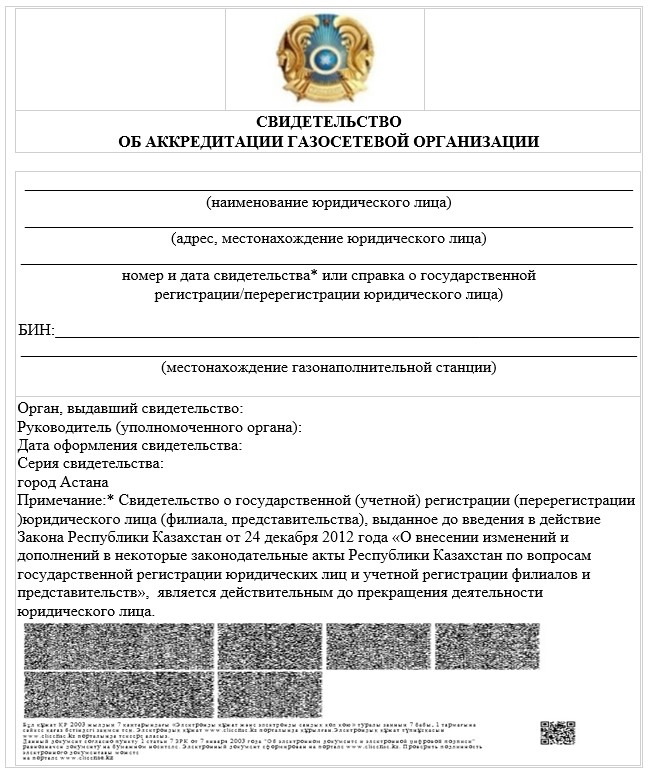 СВИДЕТЕЛЬСТВО
ОБ АККРЕДИТАЦИИ ГАЗОСЕТЕВОЙ ОРГАНИЗАЦИИ
(наименование юридического лица)
(адрес, местонахождение юридического лица)
номер и дата свидетельства* или справка о государственной
регистрации/перерегистрации юридического лица)
БИН:
(местонахождение газонаполнительной станции)
Орган, выдавший свидетельство:
Руководитель (уполномоченного органа):
Дата оформления свидетельства:
Серия свидетельства:
город Астана
Примечание:* Свидетельство о государственной (учетной) регистрации (перерегистрации
)юридического лица (филиала, представительства), выданное до введения в действие
Закона Республики Казахстан от 24 декабря 2012 года «О внесении изменений и
дополнений в некоторые законодательные акты Республики Казахстан по вопросам
государственной регистрации юридических лиц и учетной регистрации филиалов и
представительств», является действительным до прекращения деятельности
юридического лица.